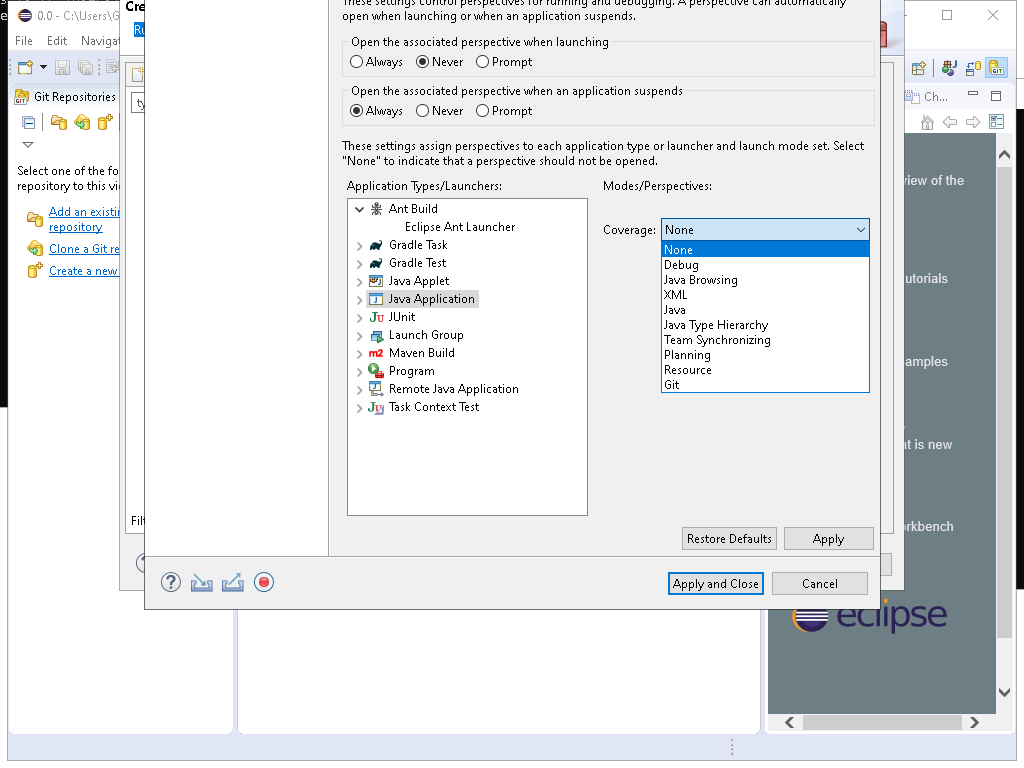 0.0 - C:\Users\G
Cre
File Edit Navigat
Git Repositories
Select one of the fo
repository to this vi
Add an existin
repository
Clone a Git re
Create a new
These settings control perspectives for running and debugging. A perspective can automatically
open when launching or when an application suspends.
Open the associated perspective when launching
Always Never Prompt
Open the associated perspective when an application suspends
Always Never Prompt
These settings assign perspectives to each application type or launcher and launch mode set. Select
"None" to indicate that a perspective should not be opened.
Application Types/Launchers:
Modes/Perspectives:
Ant Build
Eclipse Ant Launcher
Gradle Task
Gradle Test
Java Applet
Java Application
JUnit
Launch Group
Maven Build
Program
Remote Java Application
Task Context Test
Coverage: None
None
Debug
Java Browsing
XML
Java
Java Type Hierarchy
Team Synchronizing
Planning
Resource
Git
Restore Defaults Apply
Apply and Close Cancel
Ch...
view of the
utorials
amples
t is new
rkbench
eclipse